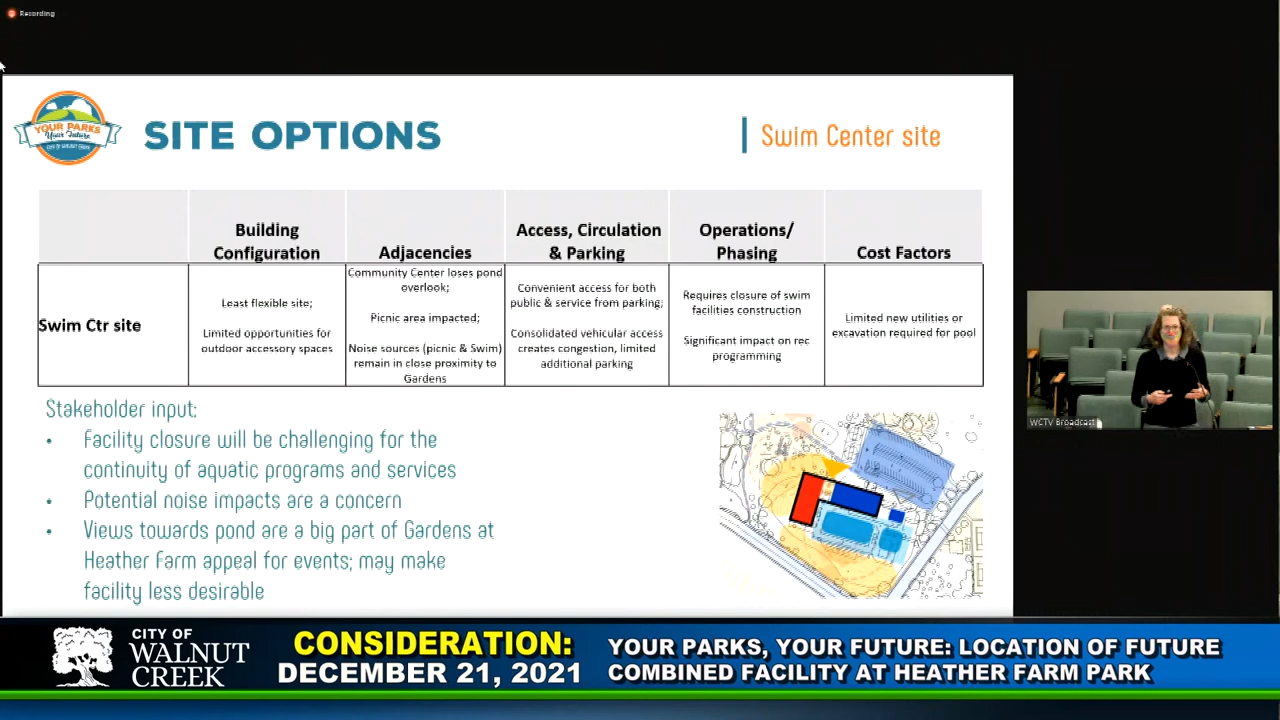 Recording
YOUR PARKS
Your Future
CITY OF WALNUT CREEK
SITE OPTIONS
Swim Center site
Building
Configuration
Adjacencies
Access, Circulation
& Parking
Operations/
Phasing
Cost Factors
Swim Ctr site
Least flexible site;
Limited opportunities for
outdoor accessory spaces
Community Center loses pond
overlook;
Picnic area impacted;
Noise sources (picnic & Swim)
remain in close proximity to
Gardens
Convenient access for both
public & service from parking;
Consolidated vehicular access
creates congestion, limited
additional parking
Requires closure of swim
facilities construction
Significant impact on rec
programming
Limited new utilities or
excavation required for pool
Stakeholder input:
• Facility closure will be challenging for the
continuity of aquatic programs and services
• Potential noise impacts are a concern
• Views towards pond are a big part of Gardens at
Heather Farm appeal for events; may make
facility less desirable
WCTV Broadcast
CITY OF
WALNUT
CREEK
CONSIDERATION:
DECEMBER 21, 2021
YOUR PARKS, YOUR FUTURE: LOCATION OF FUTURE
COMBINED FACILITY AT HEATHER FARM PARK